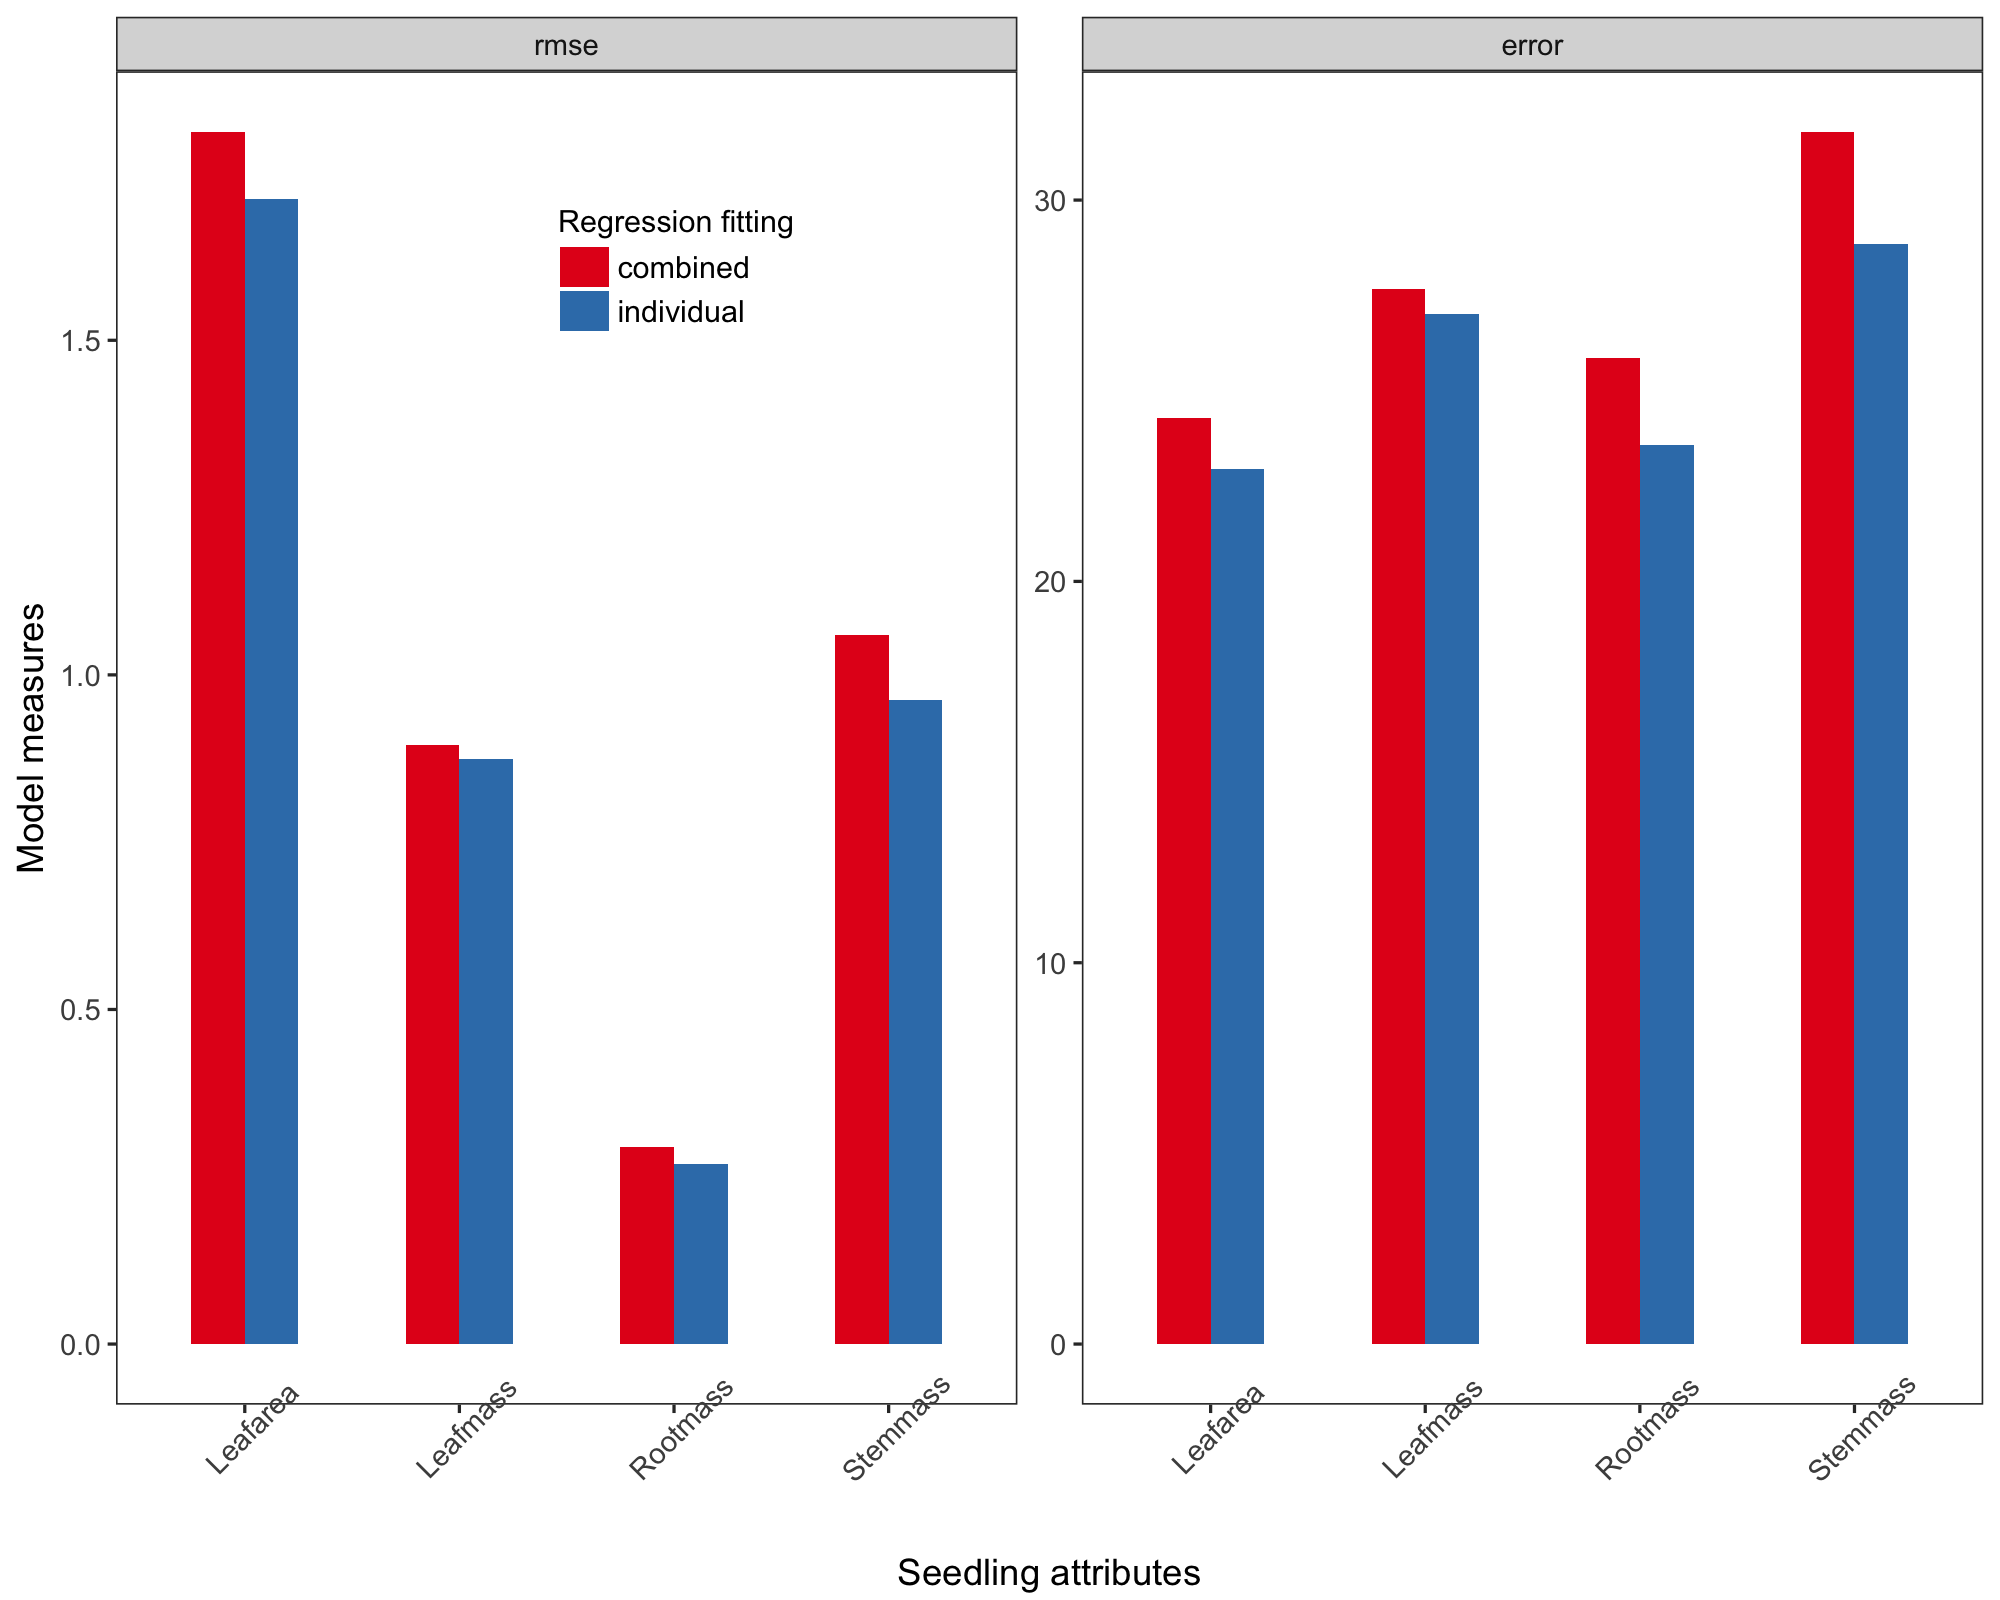 rmse
error
Regression fitting
combined
individual
Model measures
1.5
1.0
0.5
0.0
30
20
10
0
Leafarea
Leafmass
Rootmass
Stemmass
Leafarea
Leafmass
Rootmass
Stemmass
Seedling attributes